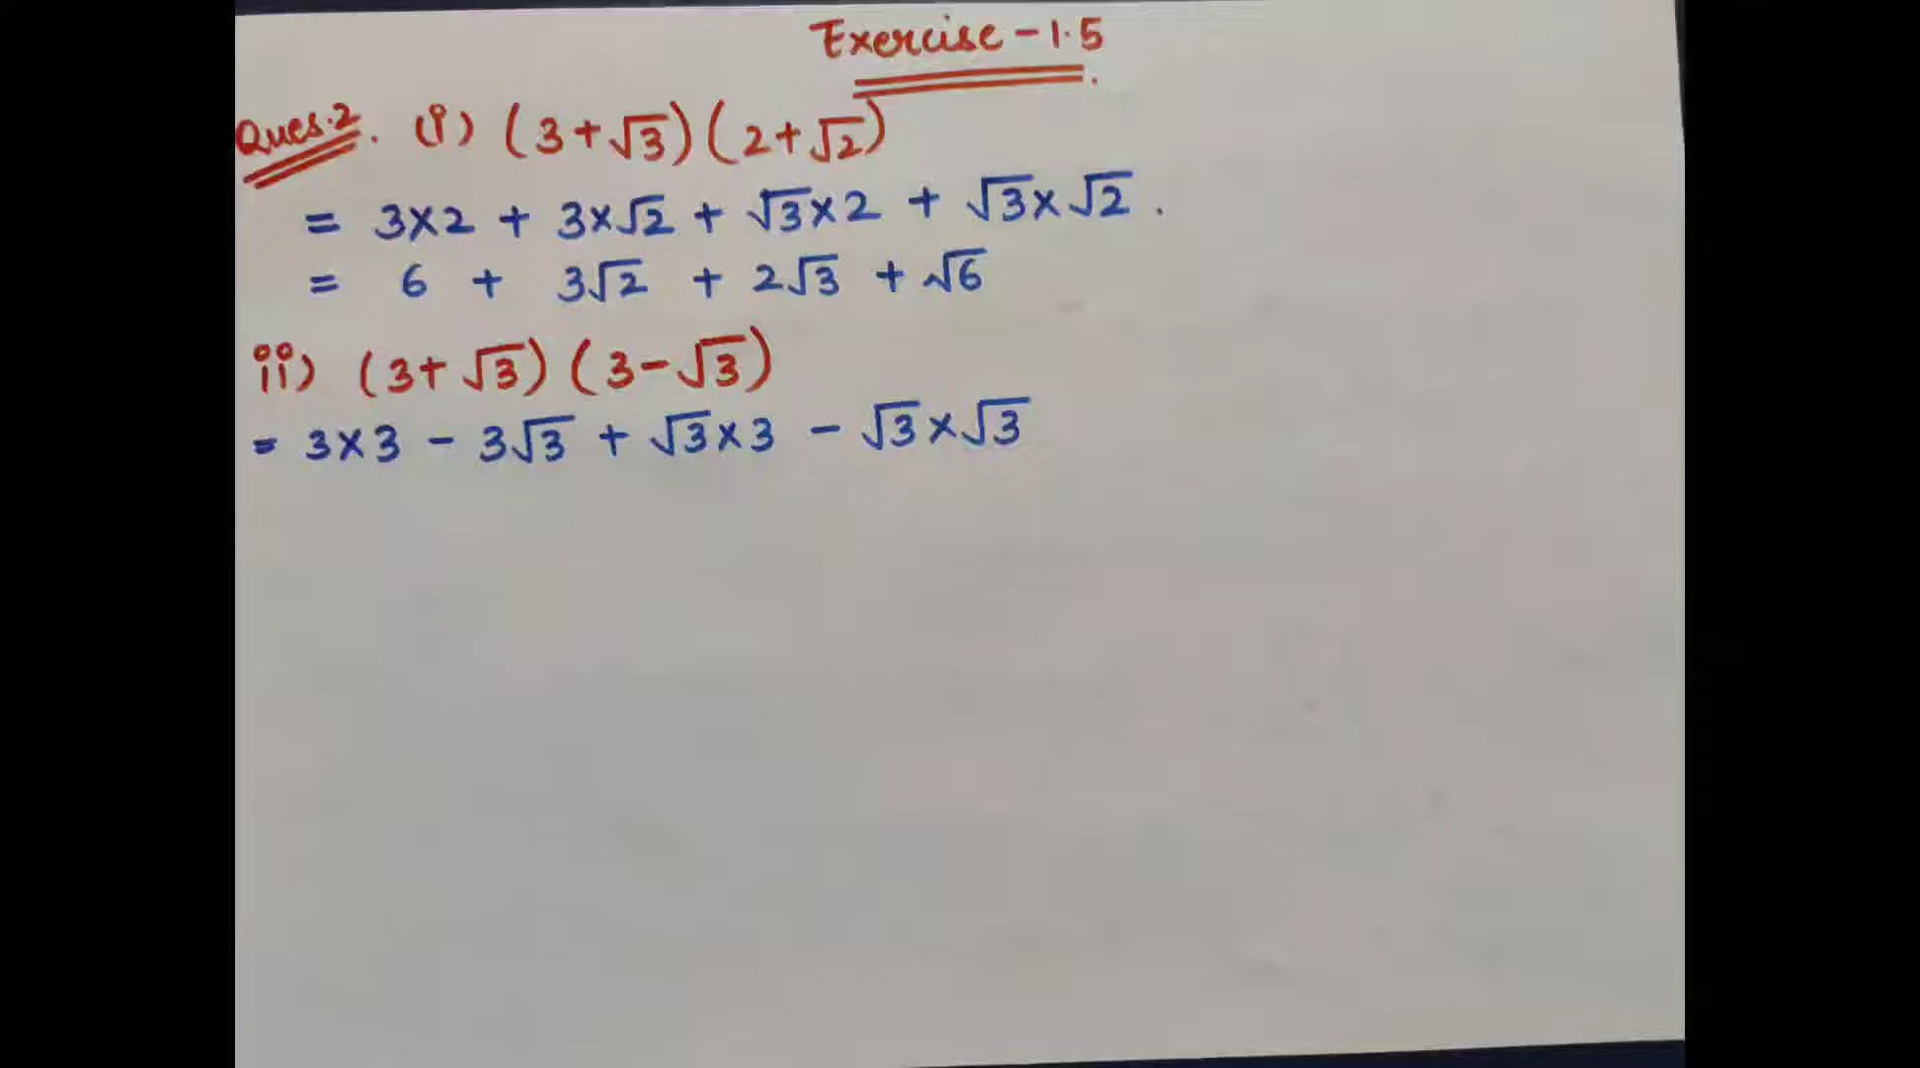 Exercise - 1.5
Ques.2. (i) (3+√3)(2+√2)
= 3×2 + 3×√2 + √3×2 + √3×√2.
= 6 + 3√2 + 2√3 + √6
ii) (3+√3)(3-√3)
= 3×3 - 3√3 + √3×3 - √3×√3